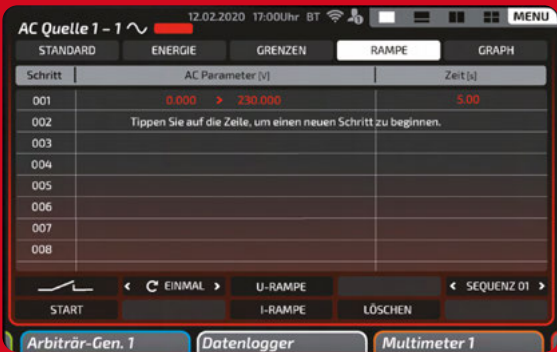 AC Quelle 1 – 1
12.02.2020 17:00Uhr BT
MENU
STANDARD ENERGIE GRENZEN RAMPE GRAPH
Schritt AC Parameter [V] Zeit [s]
001 0.000 > 230.000 5.00
002 Tippen Sie auf die Zeile, um einen neuen Schritt zu beginnen.
003
004
005
006
007
008
< EINMAL > U-RAMPE < SEQUENZ 01 >
START I-RAMPE LÖSCHEN
Arbiträr-Gen. 1 Datenlogger Multimeter 1